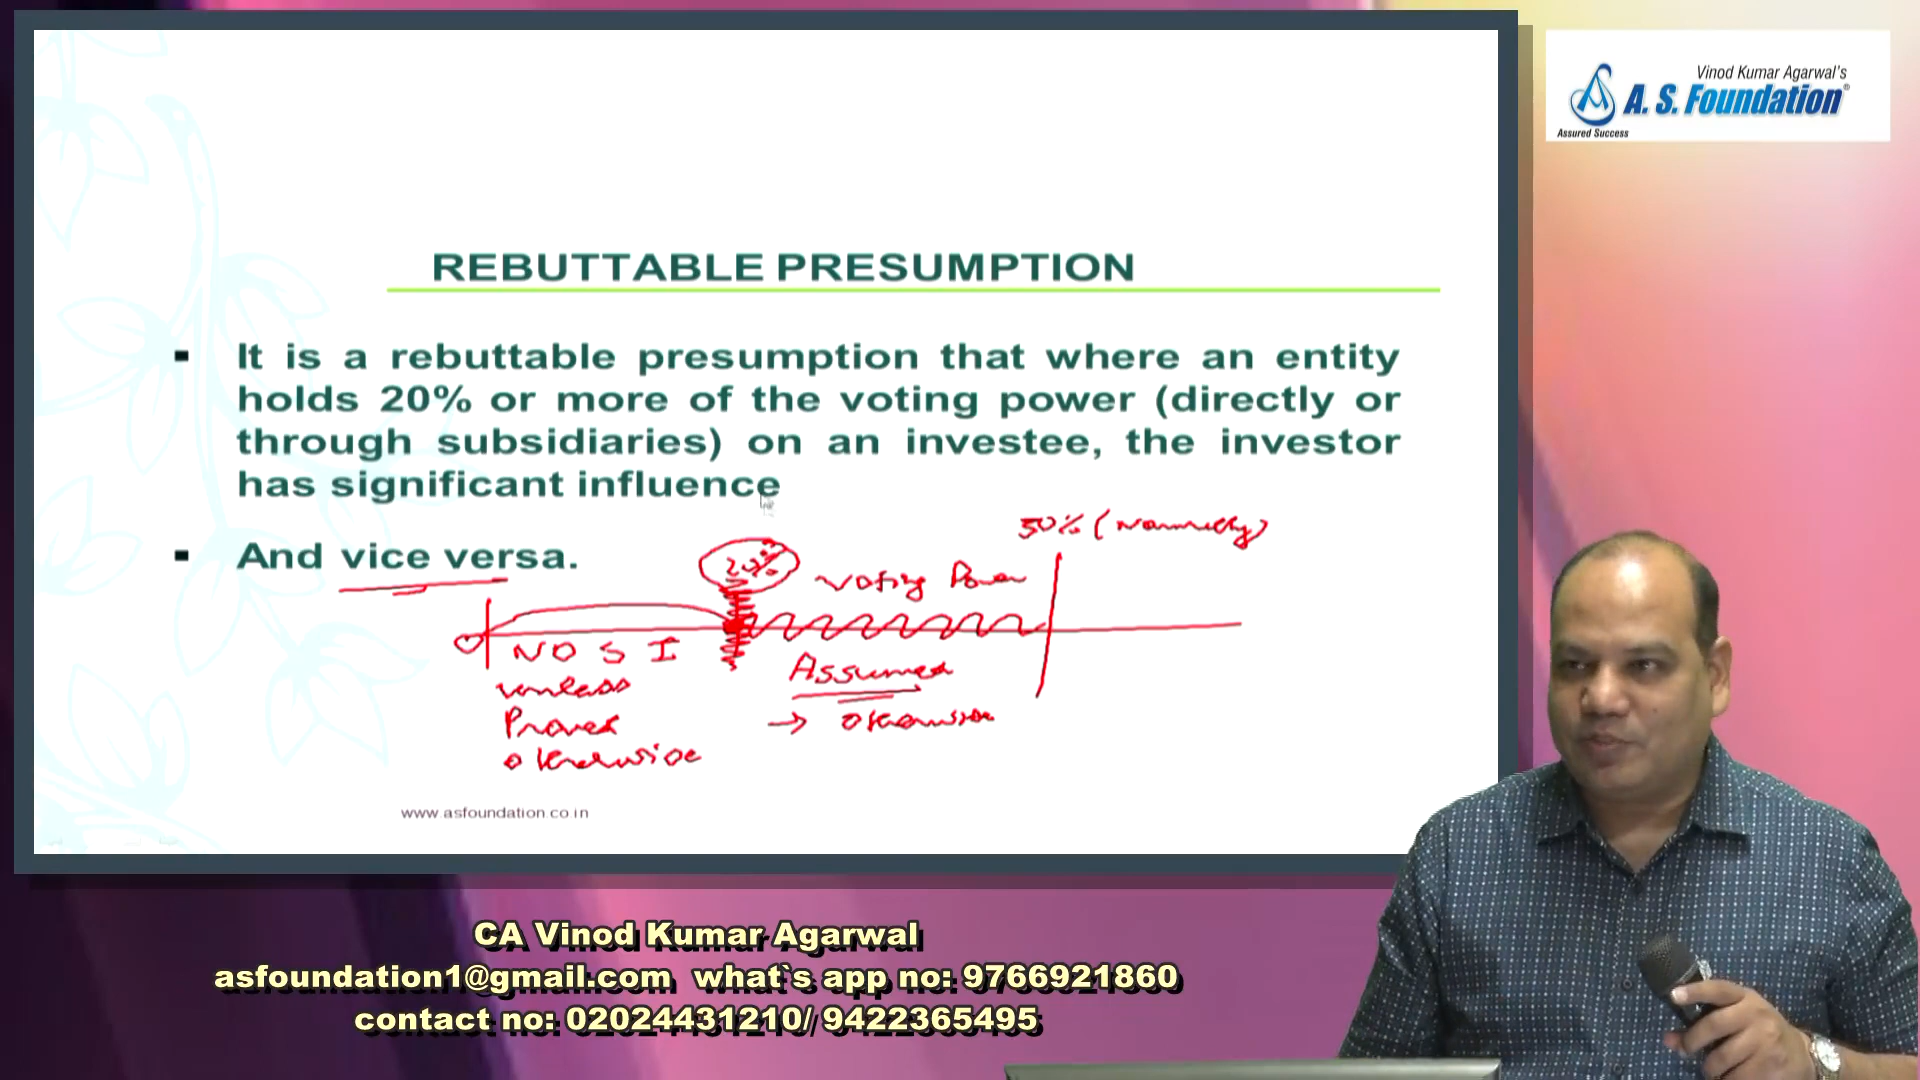 Vinod Kumar Agarwal's
A. S. Foundation®
Assured Success
REBUTTABLE PRESUMPTION
▪ It is a rebuttable presumption that where an entity
holds 20% or more of the voting power (directly or
through subsidiaries) on an investee, the investor
has significant influence
50% (Normally)
▪ And vice versa.
20%
Voting Power
0
NO S I
Assumed
unless
Proved
→ otherwise
otherwise
www.asfoundation.co.in
CA Vinod Kumar Agarwal
asfoundation1@gmail.com what`s app no: 9766921860
contact no: 02024431210/ 9422365495